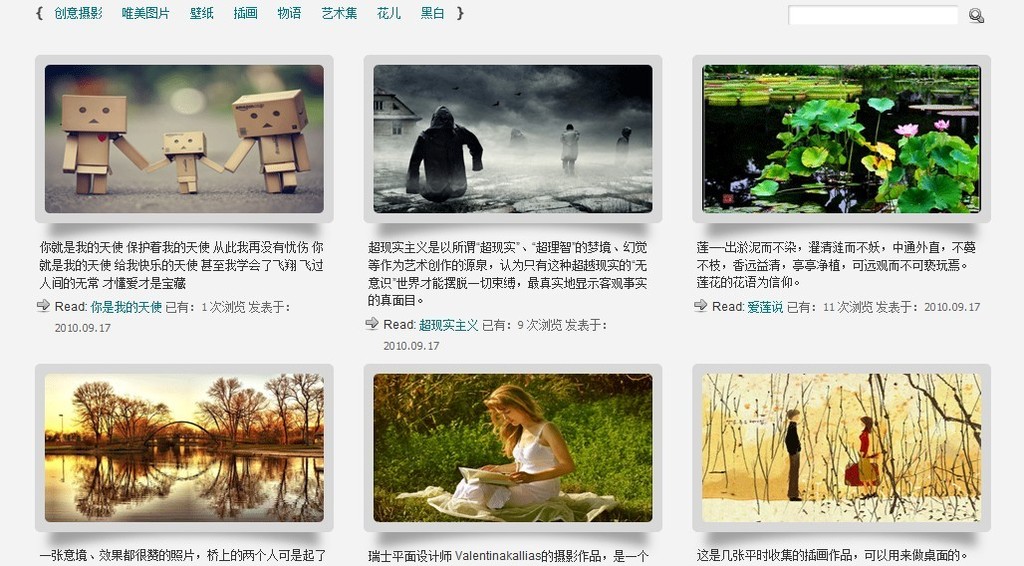 { 创意摄影 唯美图片 壁纸 插画 物语 艺术集 花儿 黑白 }
你就是我的天使 保护着我的天使 从此我再没有忧伤 你
就是我的天使 给我快乐的天使 甚至我学会了飞翔 飞过
人间的无常 才懂爱才是宝藏
Read: 你是我的天使 已有：1 次浏览 发表于：
2010.09.17
超现实主义是以所谓“超现实”、“超理智”的梦境、幻觉
等作为艺术创作的源泉，认为只有这种超越现实的“无
意识”世界才能摆脱一切束缚，最真实地显示客观事实
的真面目。
Read: 超现实主义 已有：9 次浏览 发表于：
2010.09.17
莲──出淤泥而不染，濯清涟而不妖，中通外直，不蔓
不枝，香远益清，亭亭净植，可远观而不可亵玩焉。
莲花的花语为信仰。
Read: 爱莲说 已有：11 次浏览 发表于：2010.09.17
一张意境、效果都很赞的照片，桥上的两个人可是起了
瑞士平面设计师 Valentinakallias的摄影作品，是一个
这是几张平时收集的插画作品，可以用来做桌面的。